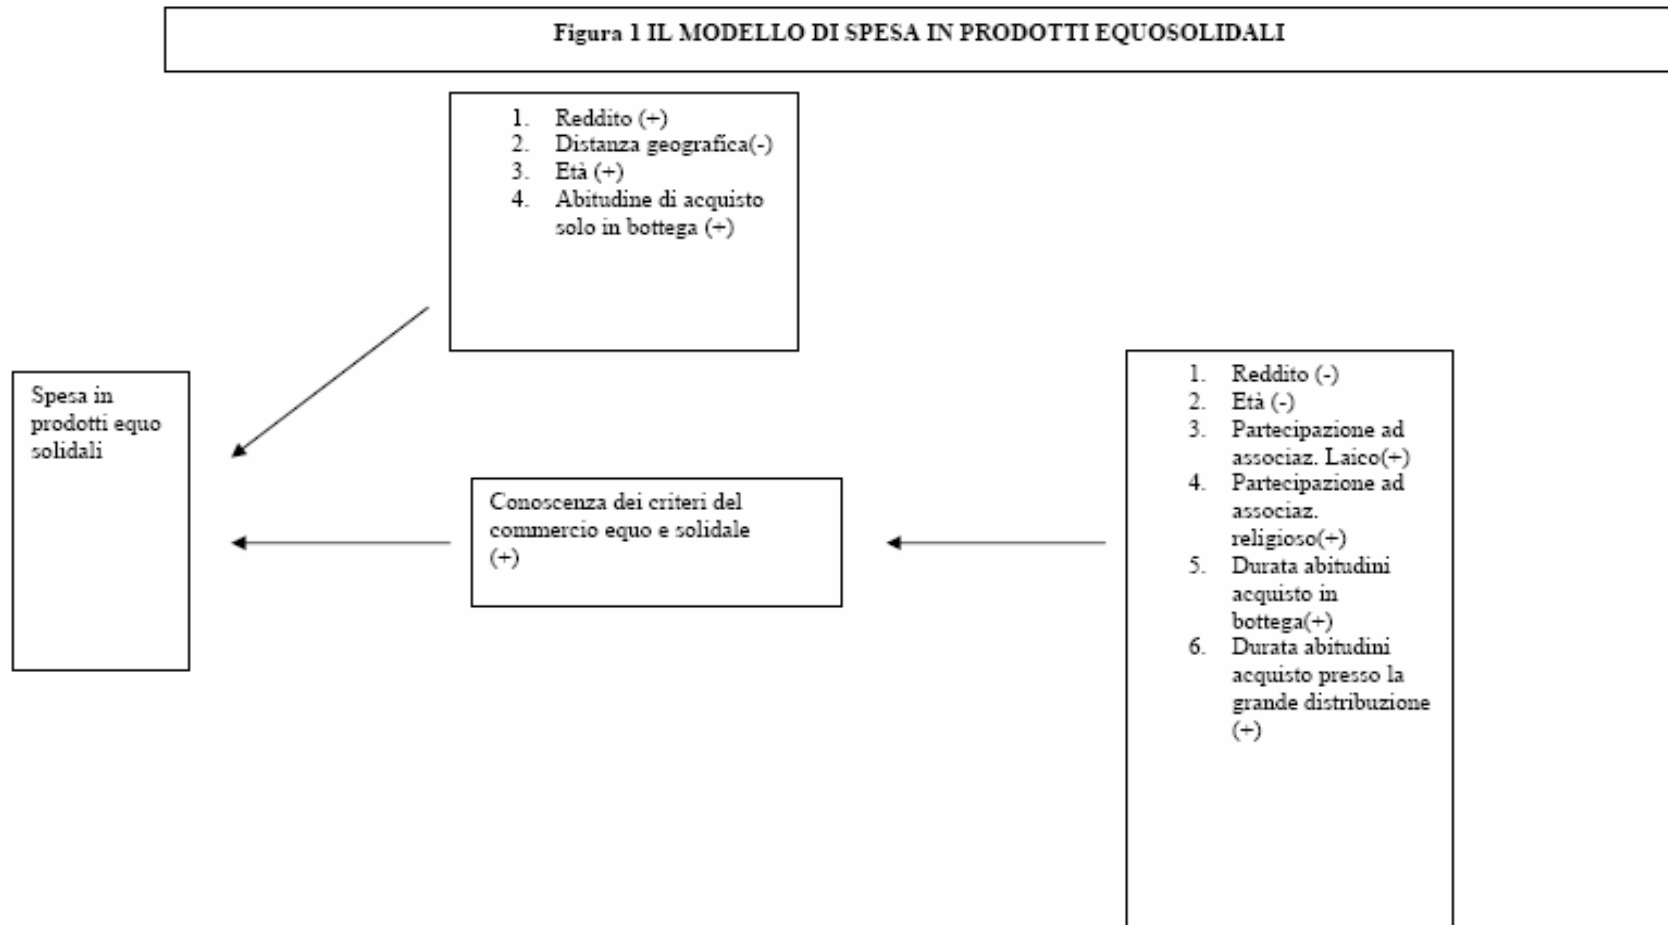 Figura 1 IL MODELLO DI SPESA IN PRODOTTI EQUOSOLIDALI
1. Reddito (+)
2. Distanza geografica(-)
3. Età (+)
4. Abitudine di acquisto
solo in bottega (+)
Spesa in
prodotti equo
solidali
Conoscenza dei criteri del
commercio equo e solidale
(+)
1. Reddito (-)
2. Età (-)
3. Partecipazione ad
associaz. Laico(+)
4. Partecipazione ad
associaz.
religioso(+)
5. Durata abitudini
acquisto in
bottega(+)
6. Durata abitudini
acquisto presso la
grande distribuzione
(+)